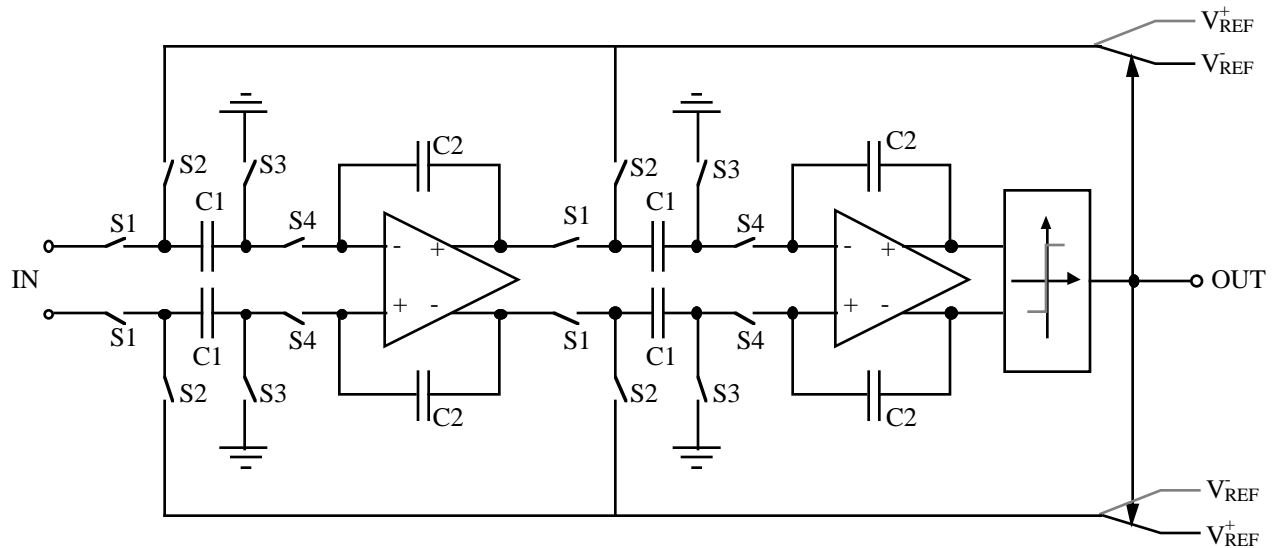 V+REF
V-REF
C2
C2
S2
S3
S2
S3
C1
C1
S1
S4
S1
S4
- +
- +
IN
OUT
+ -
+ -
S1
C1
S4
S1
C1
S4
S2
S3
S2
S3
C2
C2
V-REF
V+REF